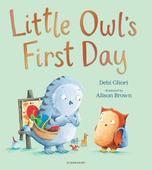 Little Owl's
First Day
Debi Gliori
illustrated by
Alison Brown
BLOOMSBURY